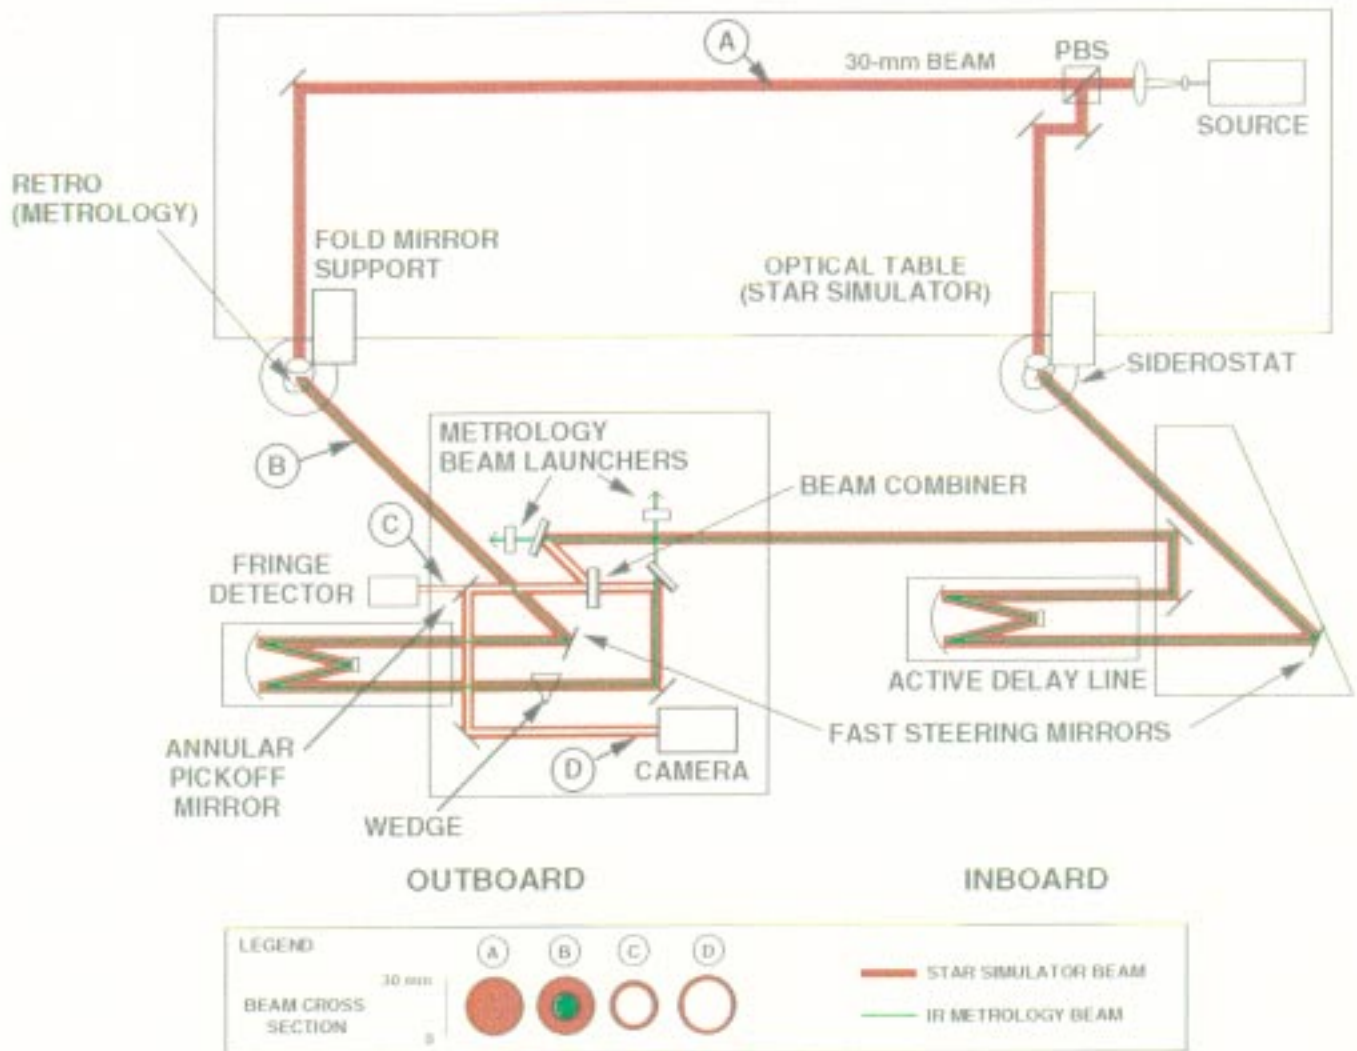 A
30-mm BEAM
PBS
SOURCE
RETRO
(METROLOGY)
FOLD MIRROR
SUPPORT
OPTICAL TABLE
(STAR SIMULATOR)
SIDEROSTAT
B
METROLOGY
BEAM LAUNCHERS
BEAM COMBINER
C
FRINGE
DETECTOR
ACTIVE DELAY LINE
FAST STEERING MIRRORS
ANNULAR
PICKOFF
MIRROR
D
CAMERA
WEDGE
OUTBOARD
INBOARD
LEGEND
A
B
C
D
30 mm
BEAM CROSS
SECTION
0
STAR SIMULATOR BEAM
IR METROLOGY BEAM